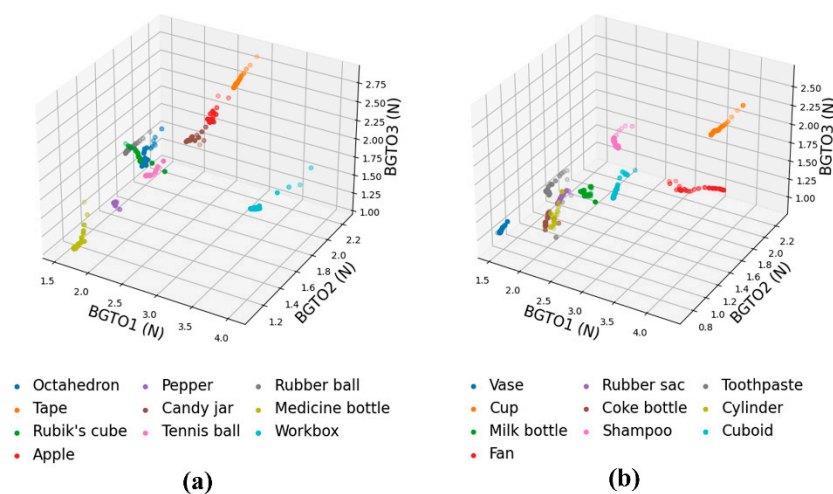 2.75
2.50
2.25
2.00
1.75
1.50
1.25
1.00
BGTO3 (N)
2.2
2.0
1.8
1.6
1.4
1.2
BGTO2 (N)
1.5
2.0
2.5
3.0
3.5
4.0
BGTO1 (N)
Octahedron Pepper Rubber ball
Tape Candy jar Medicine bottle
Rubik's cube Tennis ball Workbox
Apple
(a)
2.50
2.25
2.00
1.75
1.50
1.25
1.00
BGTO3 (N)
2.2
2.0
1.8
1.6
1.4
1.2
1.0
0.8
BGTO2 (N)
1.5
2.0
2.5
3.0
3.5
4.0
BGTO1 (N)
Vase Rubber sac Toothpaste
Cup Coke bottle Cylinder
Milk bottle Shampoo Cuboid
Fan
(b)